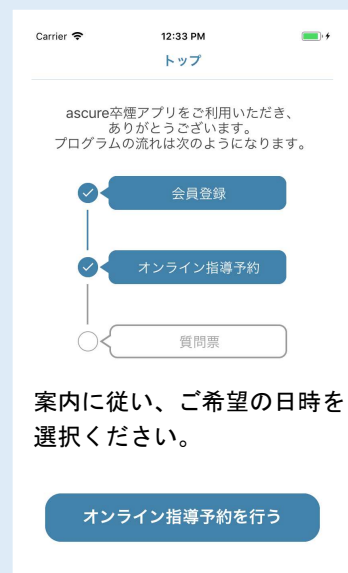 Carrier 12:33 PM
トップ
ascure卒煙アプリをご利用いただき、
ありがとうございます。
プログラムの流れは次のようになります。
会員登録
オンライン指導予約
質問票
案内に従い、ご希望の日時を
選択ください。
オンライン指導予約を行う